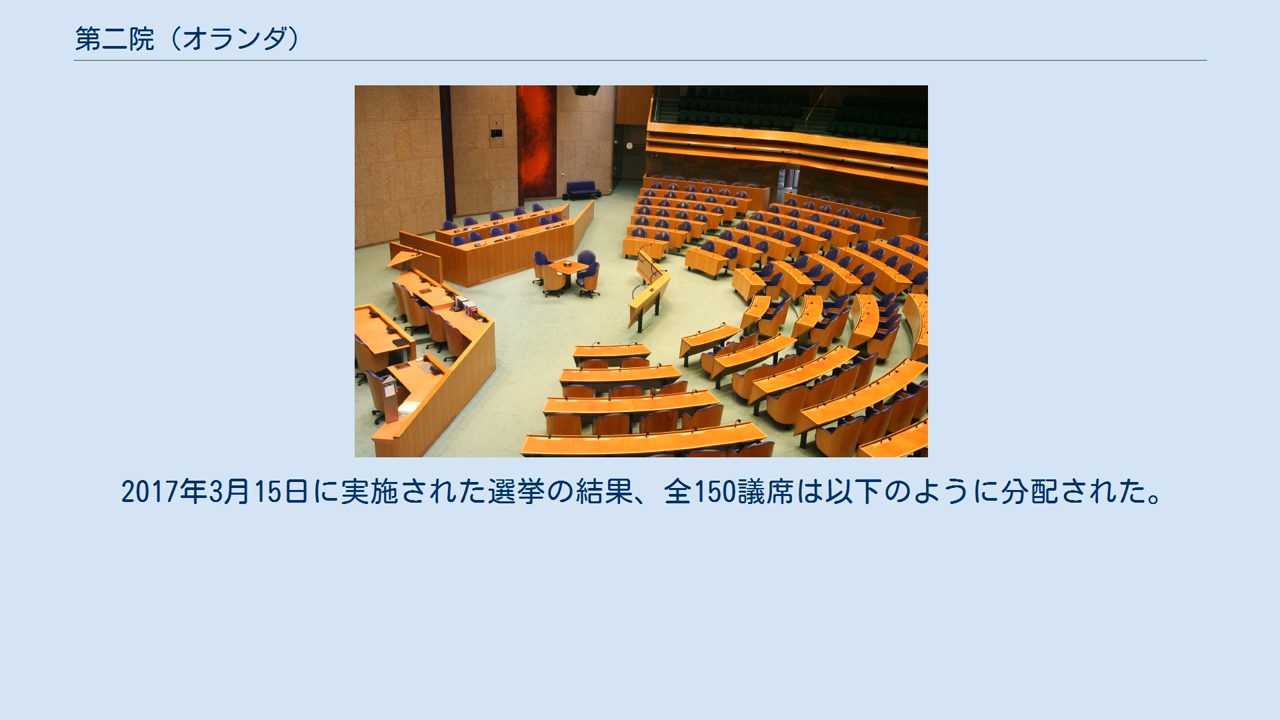 第二院（オランダ）
2017年3月15日に実施された選挙の結果、全150議席は以下のように分配された。